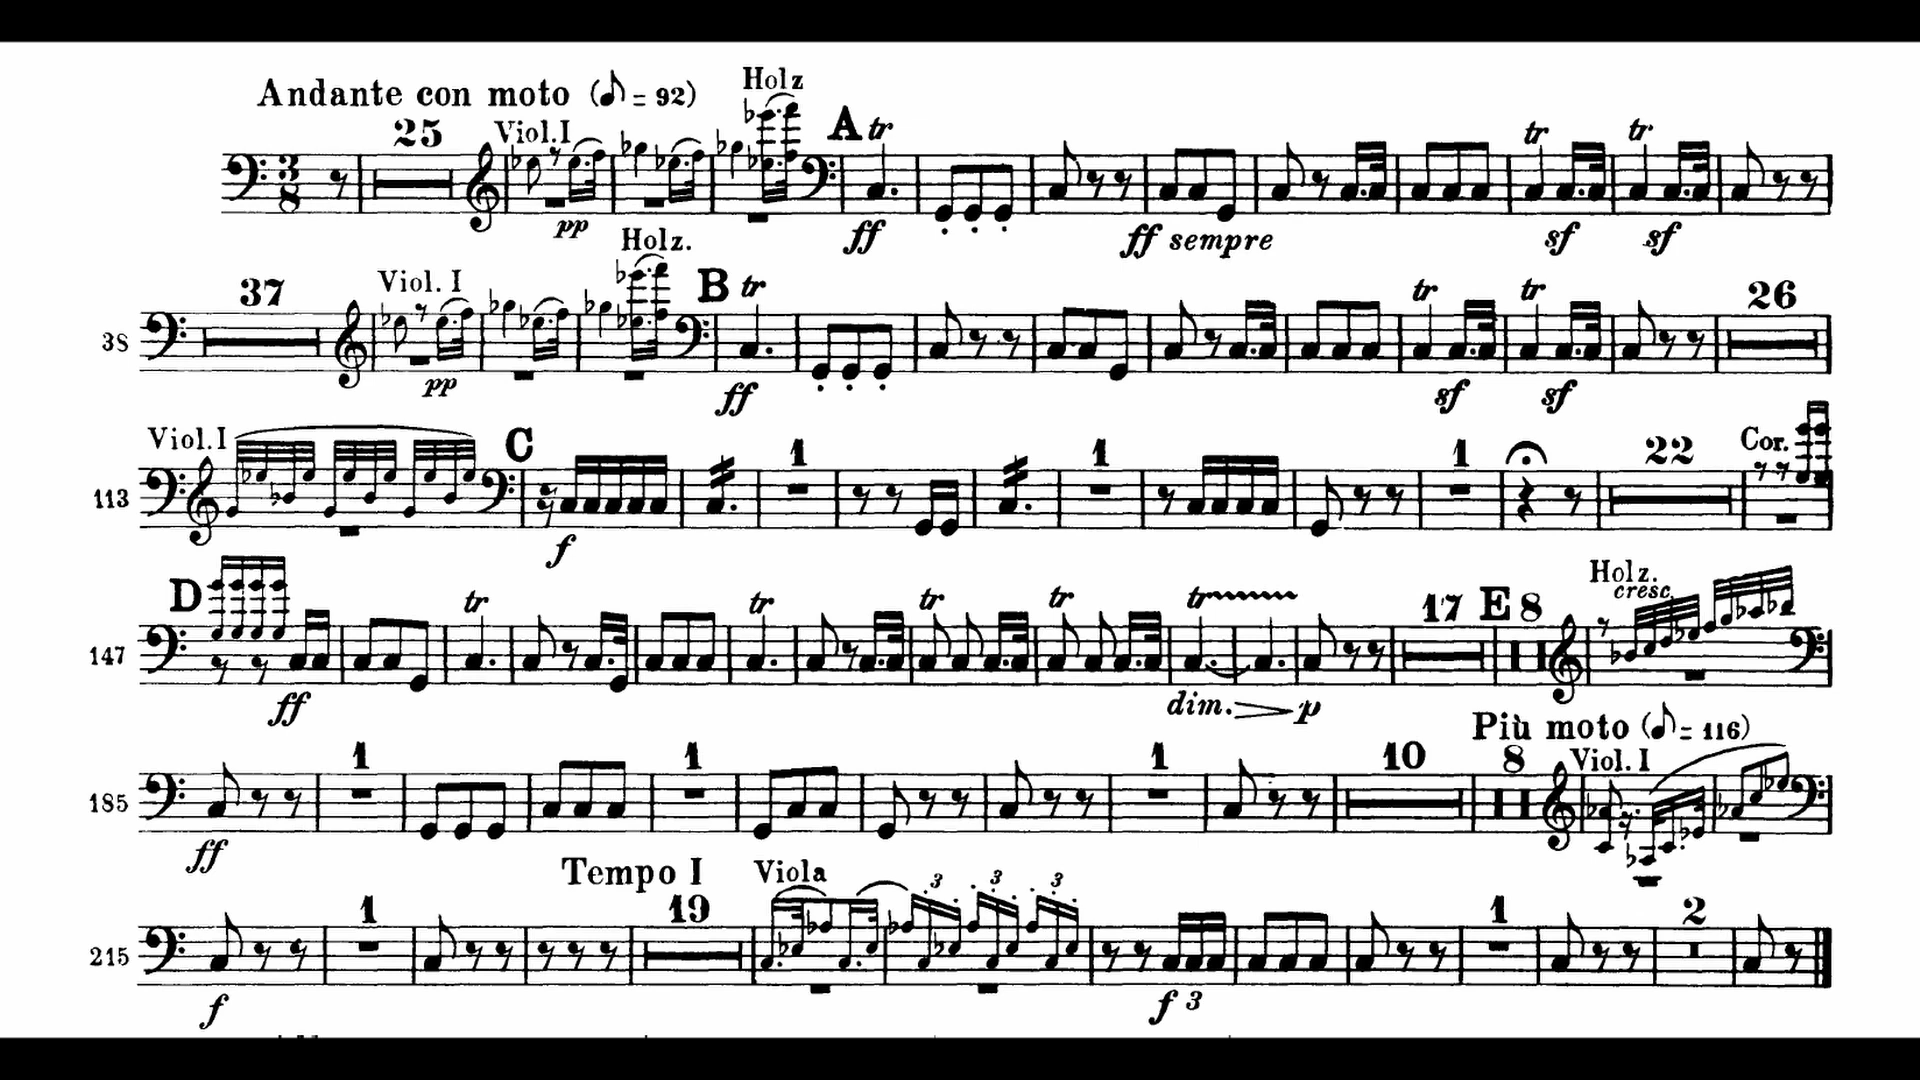 Andante con moto (♪ = 92) Holz
25 Viol. I A tr tr tr
3 8
pp ff ff sempre sf sf
Holz.
37 Viol. I B tr tr tr 26
38
pp ff sf sf
Viol. I C 1 1 1 22 Cor.
113
f
Holz.
cresc.
D tr tr tr tr tr 17 E 8
147
ff dim. p
Più moto (♪ = 116)
1 1 1 10 8 Viol. I
185
ff
Tempo I Viola
1 19 3 3 3 1 2
215
f 3